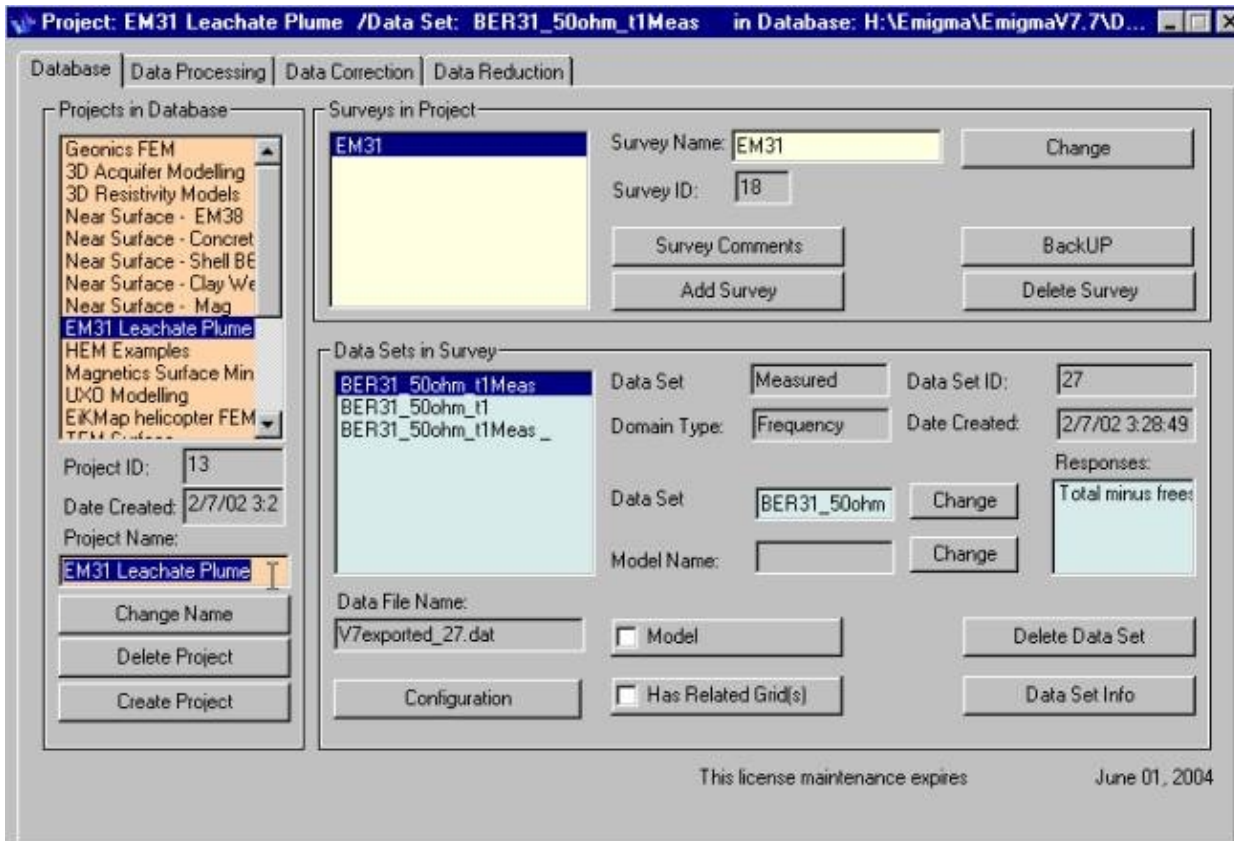 Project: EM31 Leachate Plume /Data Set: BER31_50ohm_t1Meas in Database: H:\Emigma\EmigmaV7.7\D...
Database Data Processing Data Correction Data Reduction
Projects in Database
Geonics FEM
3D Acquifer Modelling
3D Resistivity Models
Near Surface - EM38
Near Surface - Concret
Near Surface - Shell BE
Near Surface - Clay We
Near Surface - Mag
EM31 Leachate Plume
HEM Examples
Magnetics Surface Min
UXO Modelling
EiKMap helicopter FEM
TEM Surface
Project ID: 13
Date Created: 2/7/02 3:2
Project Name:
EM31 Leachate Plume
Change Name
Delete Project
Create Project
Surveys in Project
EM31
Survey Name: EM31
Change
Survey ID: 18
Survey Comments
BackUP
Add Survey
Delete Survey
Data Sets in Survey
BER31_50ohm_t1Meas
BER31_50ohm_t1
BER31_50ohm_t1Meas _
Data Set Measured
Data Set ID: 27
Domain Type: Frequency
Date Created: 2/7/02 3:28:49
Responses:
Total minus frees
Data Set BER31_50ohm Change
Model Name: Change
Data File Name:
V7exported_27.dat
Model
Delete Data Set
Configuration
Has Related Grid(s)
Data Set Info
This license maintenance expires June 01, 2004